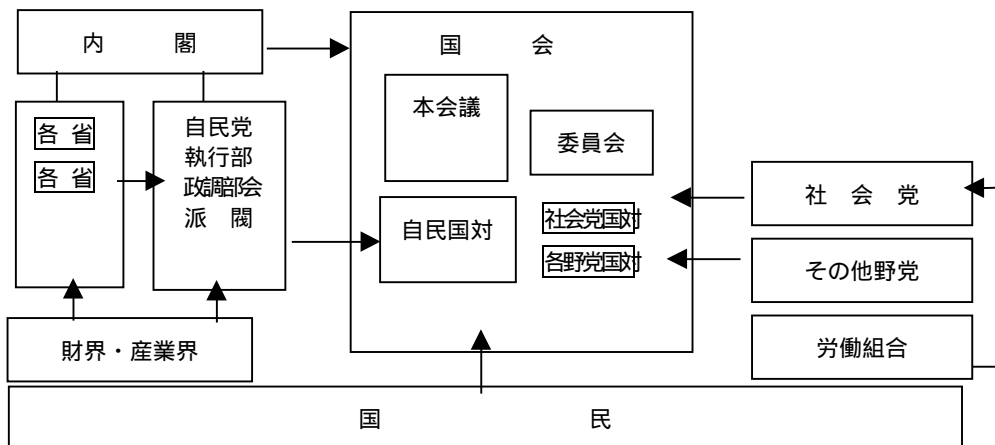 内　閣
各 省
各 省
自民党
執行部
政調部会
派 閥
財界・産業界
国　会
本会議
委員会
自民国対
社会党国対
各野党国対
社 会 党
その他野党
労働組合
国　民